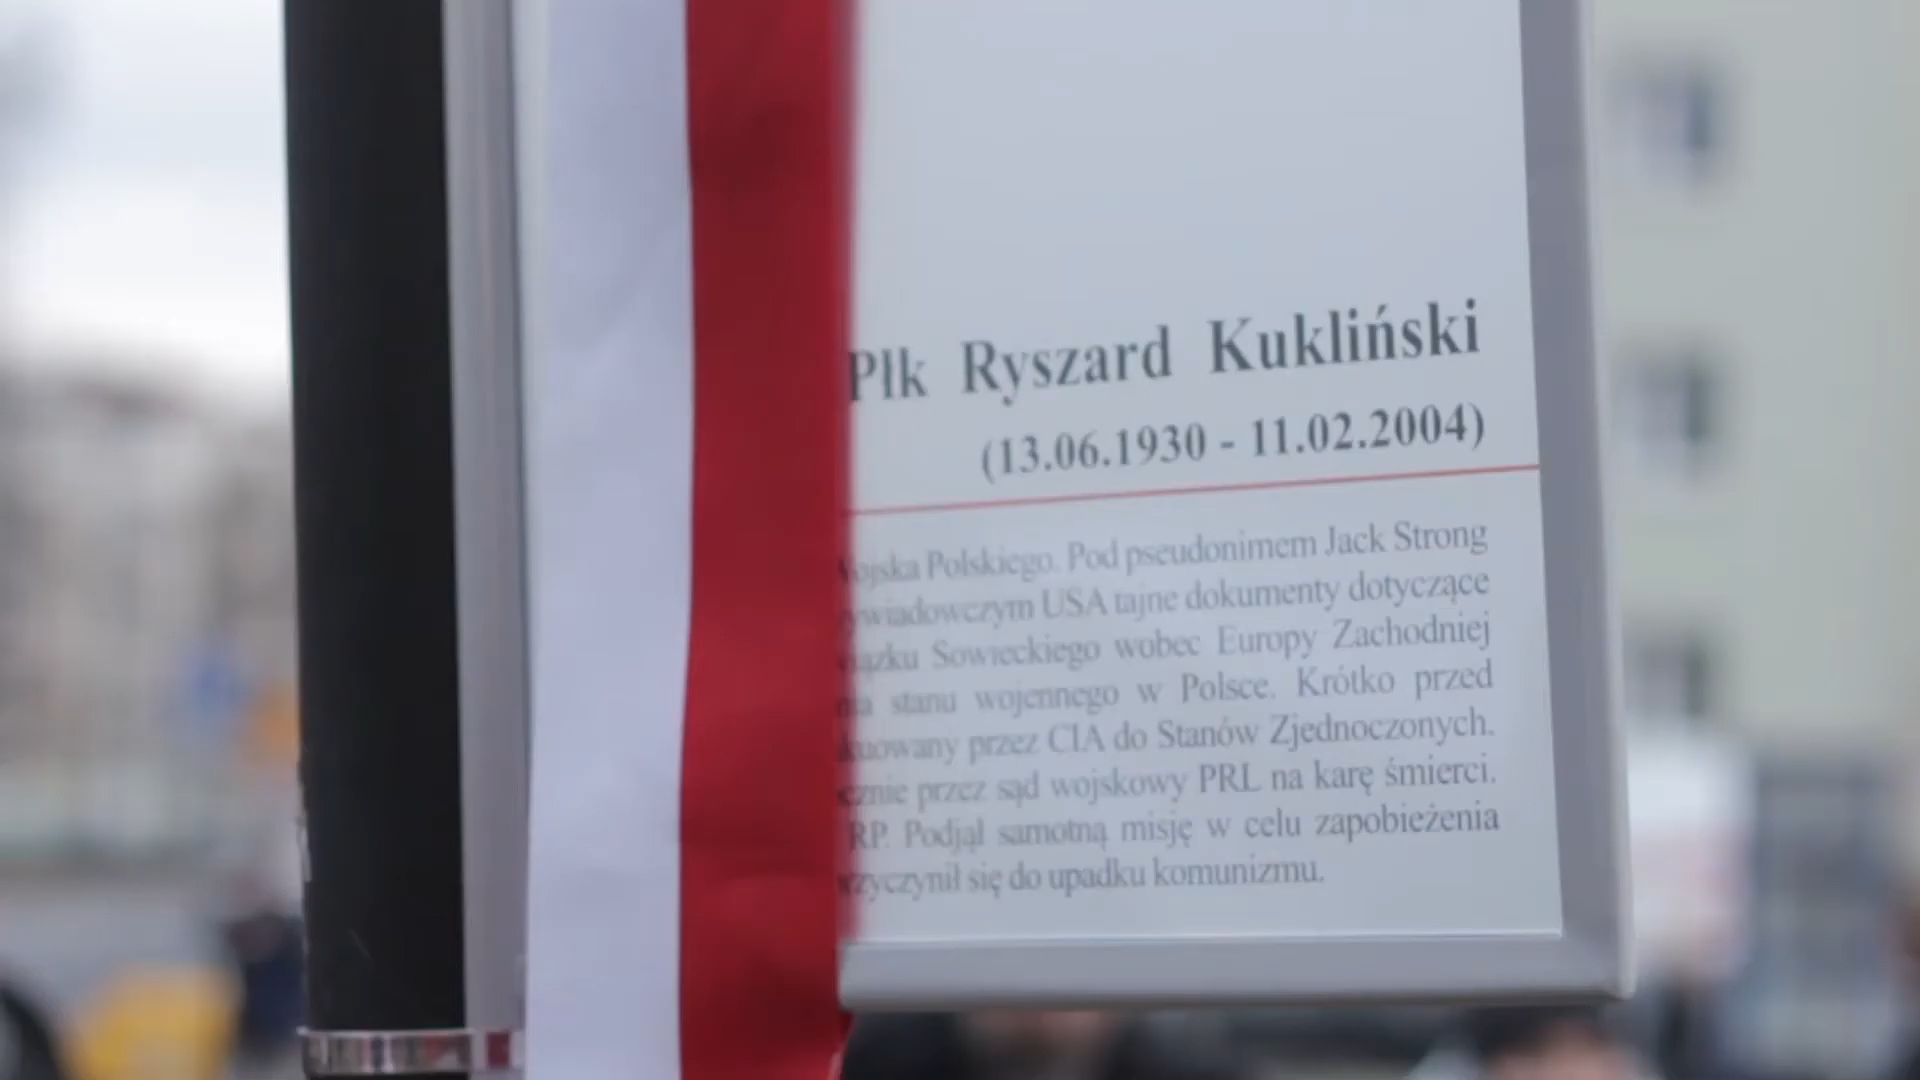 Płk Ryszard Kukliński
(13.06.1930 - 11.02.2004)
Polskiego. Pod pseudonimem Jack Strong
USA tajne dokumenty dotyczące
Sowieckiego wobec Europy Zachodniej
stanu wojennego w Polsce. Krótko przed
przez CIA do Stanów Zjednoczonych.
przez sąd wojskowy PRL na karę śmierci.
RP. Podjął samotną misję w celu zapobieżenia
się do upadku komunizmu.